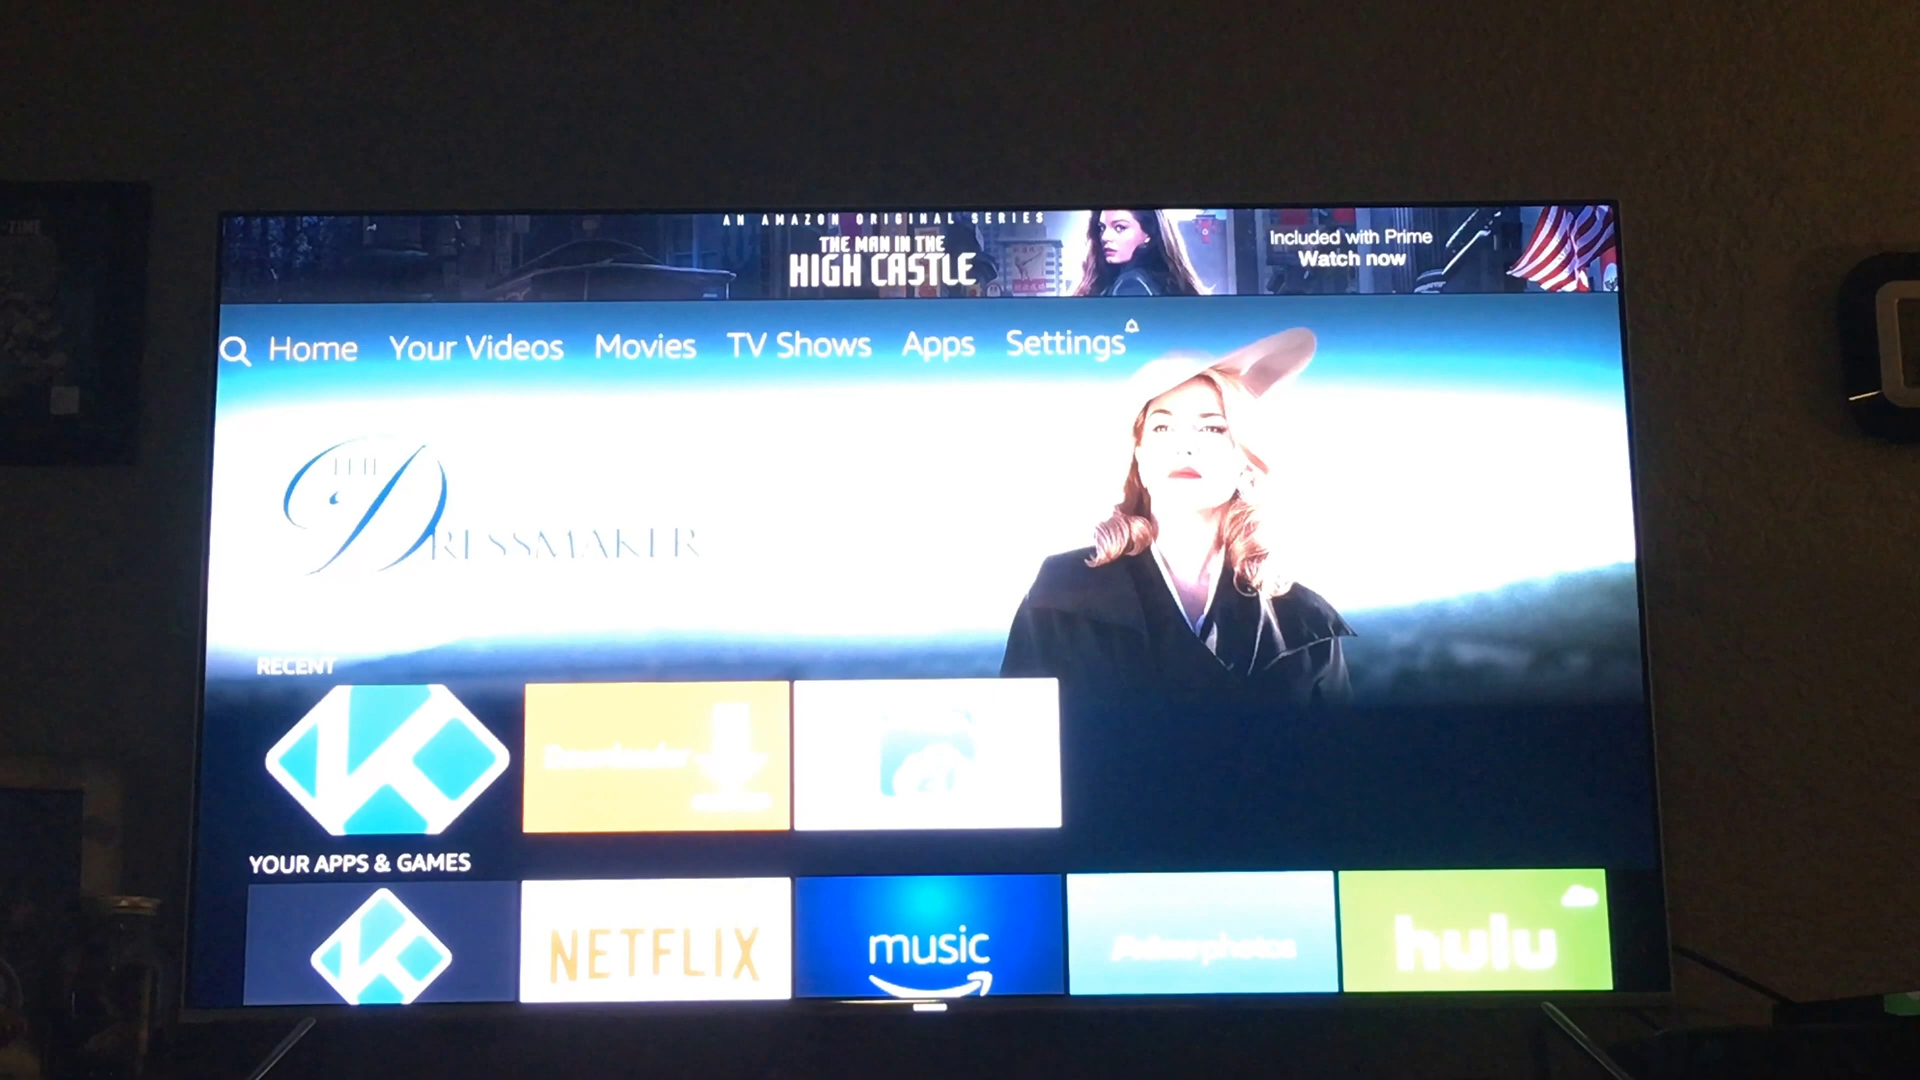 AN AMAZON ORIGINAL SERIES
THE MAN IN THE
HIGH CASTLE
Included with Prime
Watch now
Home Your Videos Movies TV Shows Apps Settings
THE
DRESSMAKER
RECENT
Downloader
YOUR APPS & GAMES
NETFLIX
music
hulu